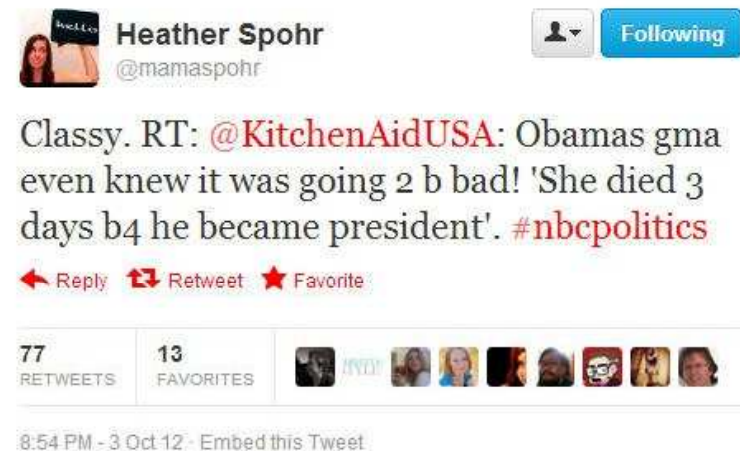 hello
Heather Spohr
Following
@mamaspohr
Classy. RT: @KitchenAidUSA: Obamas gma
even knew it was going 2 b bad! 'She died 3
days b4 he became president'. #nbcpolitics
Reply Retweet Favorite
77 13
RETWEETS FAVORITES
8:54 PM - 3 Oct 12 · Embed this Tweet